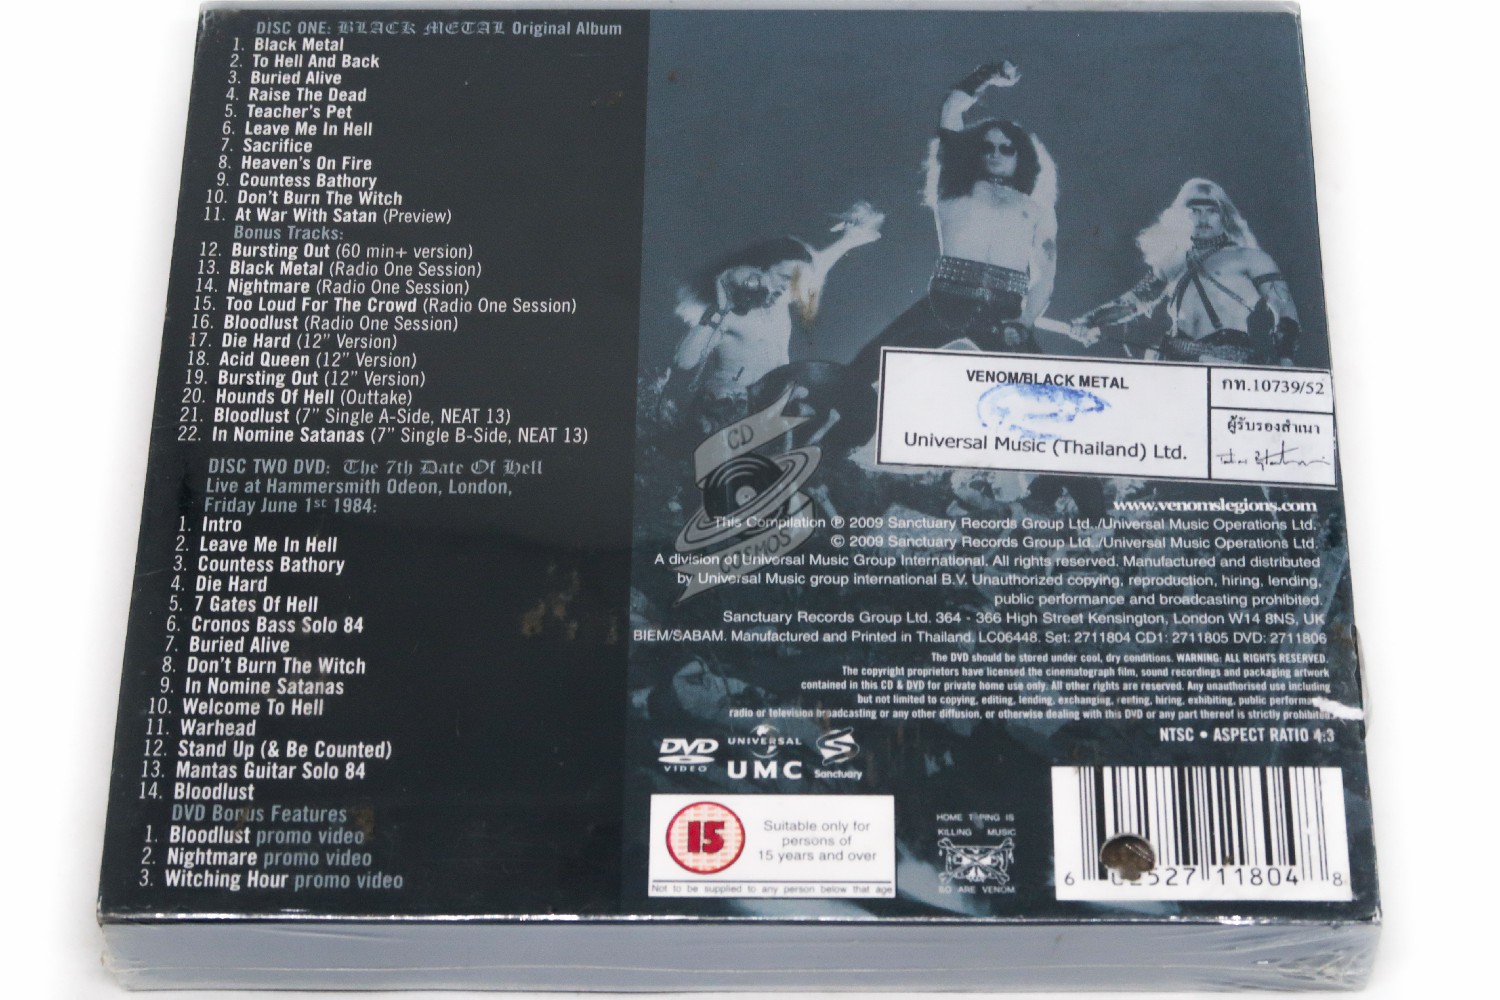 DISC ONE: BLACK METAL Original Album
1. Black Metal
2. To Hell And Back
3. Buried Alive
4. Raise The Dead
5. Teacher's Pet
6. Leave Me In Hell
7. Sacrifice
8. Heaven's On Fire
9. Countess Bathory
10. Don't Burn The Witch
11. At War With Satan (Preview)
Bonus Tracks:
12. Bursting Out (60 min+ version)
13. Black Metal (Radio One Session)
14. Nightmare (Radio One Session)
15. Too Loud For The Crowd (Radio One Session)
16. Bloodlust (Radio One Session)
17. Die Hard (12" Version)
18. Acid Queen (12" Version)
19. Bursting Out (12" Version)
20. Hounds Of Hell (Outtake)
21. Bloodlust (7" Single A-Side, NEAT 13)
22. In Nomine Satanas (7" Single B-Side, NEAT 13)
DISC TWO DVD: The 7th Date Of Hell
Live at Hammersmith Odeon, London,
Friday June 1st 1984:
1. Intro
2. Leave Me In Hell
3. Countess Bathory
4. Die Hard
5. 7 Gates Of Hell
6. Cronos Bass Solo 84
7. Buried Alive
8. Don't Burn The Witch
9. In Nomine Satanas
10. Welcome To Hell
11. Warhead
12. Stand Up (& Be Counted)
13. Mantas Guitar Solo 84
14. Bloodlust
DVD Bonus Features
1. Bloodlust promo video
2. Nightmare promo video
3. Witching Hour promo video
VENOM/BLACK METAL
Universal Music (Thailand) Ltd.
กท.10739/52
ผู้รับรองสำเนา
CD
COSMOS
www.venomslegions.com
This Compilation ℗ 2009 Sanctuary Records Group Ltd. /Universal Music Operations Ltd.
© 2009 Sanctuary Records Group Ltd. /Universal Music Operations Ltd.
A division of Universal Music Group International. All rights reserved. Manufactured and distributed
by Universal Music group international B.V. Unauthorized copying, reproduction, hiring, lending,
public performance and broadcasting prohibited.
Sanctuary Records Group Ltd. 364 - 366 High Street Kensington, London W14 8NS, UK
BIEM/SABAM. Manufactured and Printed in Thailand. LC06448. Set: 2711804 CD1: 2711805 DVD: 2711806
The DVD should be stored under cool, dry conditions. WARNING: ALL RIGHTS RESERVED.
The copyright proprietors have licensed the cinematograph film, sound recordings and packaging artwork
contained in this CD & DVD for private home use only. All other rights are reserved. Any unauthorised use including
but not limited to copying, editing, lending, exchanging, renting, hiring, exhibiting, public performa
radio or television broadcasting or any other diffusion, or otherwise dealing with this DVD or any part thereof is strictly prohibited.
NTSC • ASPECT RATIO 4:3
DVD VIDEO
UNIVERSAL UMC
Sanctuary
15
Suitable only for
persons of
15 years and over
Not to be supplied to any person below that age
HOME TAPING IS
KILLING MUSIC
SO ARE VENOM
6 02527 11804 8